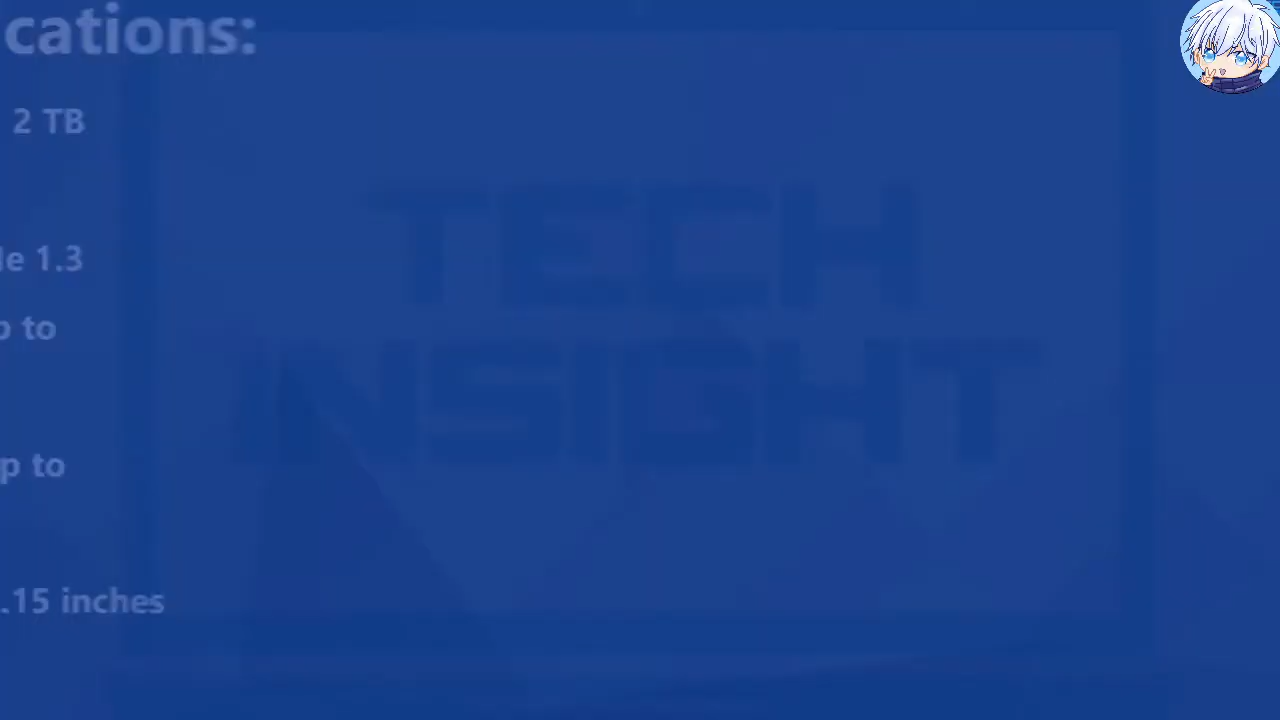 cations:
2 TB
le 1.3
p to
p to
.15 inches
TECH
INSIGHT